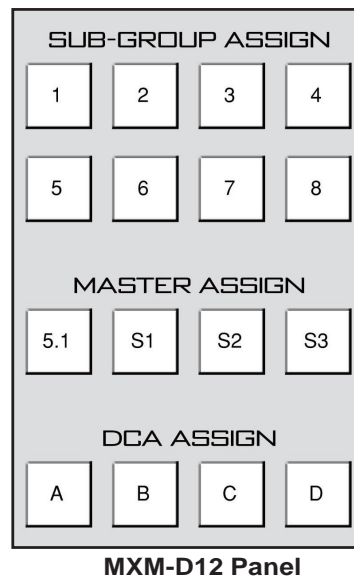 SUB-GROUP ASSIGN
1 2 3 4
5 6 7 8
MASTER ASSIGN
5.1 S1 S2 S3
DCA ASSIGN
A B C D
MXM-D12 Panel